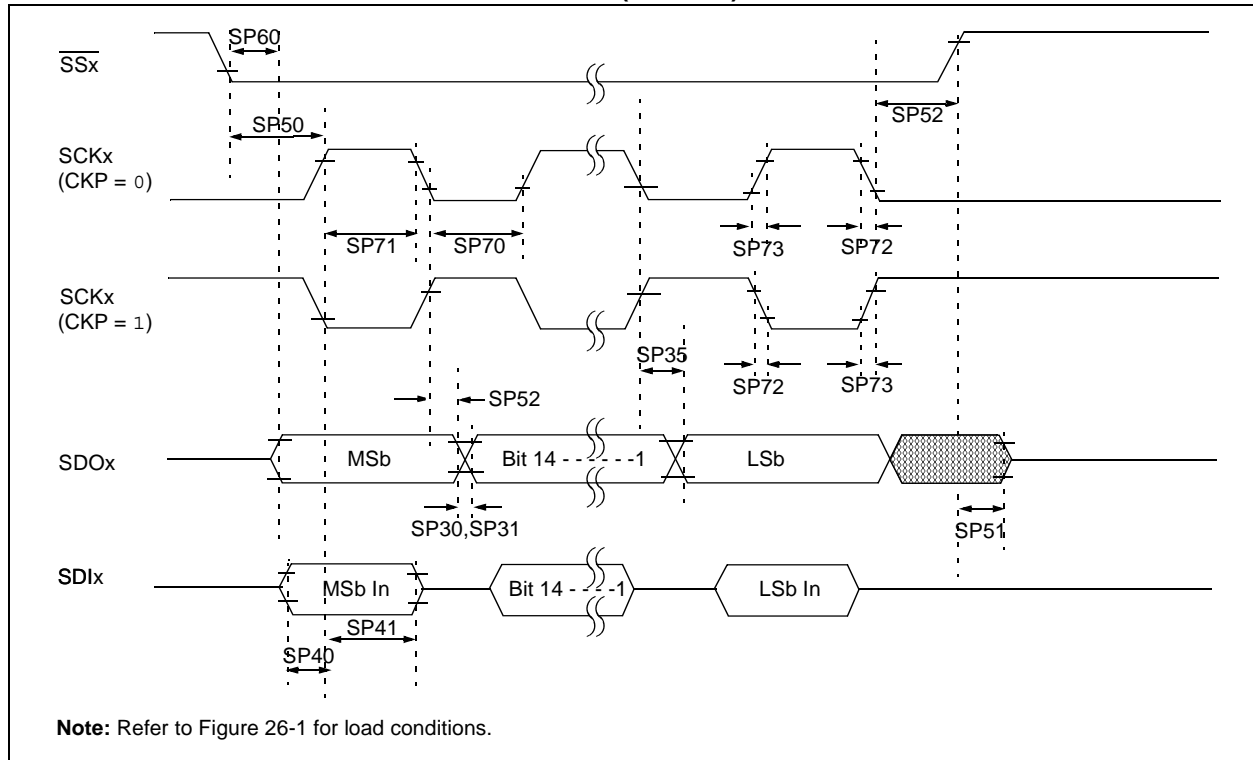 SP60
SSx
SP50
SP52
SCKx
(CKP = 0)
SP71
SP70
SP73
SP72
SCKx
(CKP = 1)
SP35
SP72
SP73
SP52
SDOx
MSb
Bit 14 - - - - - -1
LSb
SP30,SP31
SP51
SDIx
MSb In
Bit 14 - - - -1
LSb In
SP41
SP40
Note: Refer to Figure 26-1 for load conditions.